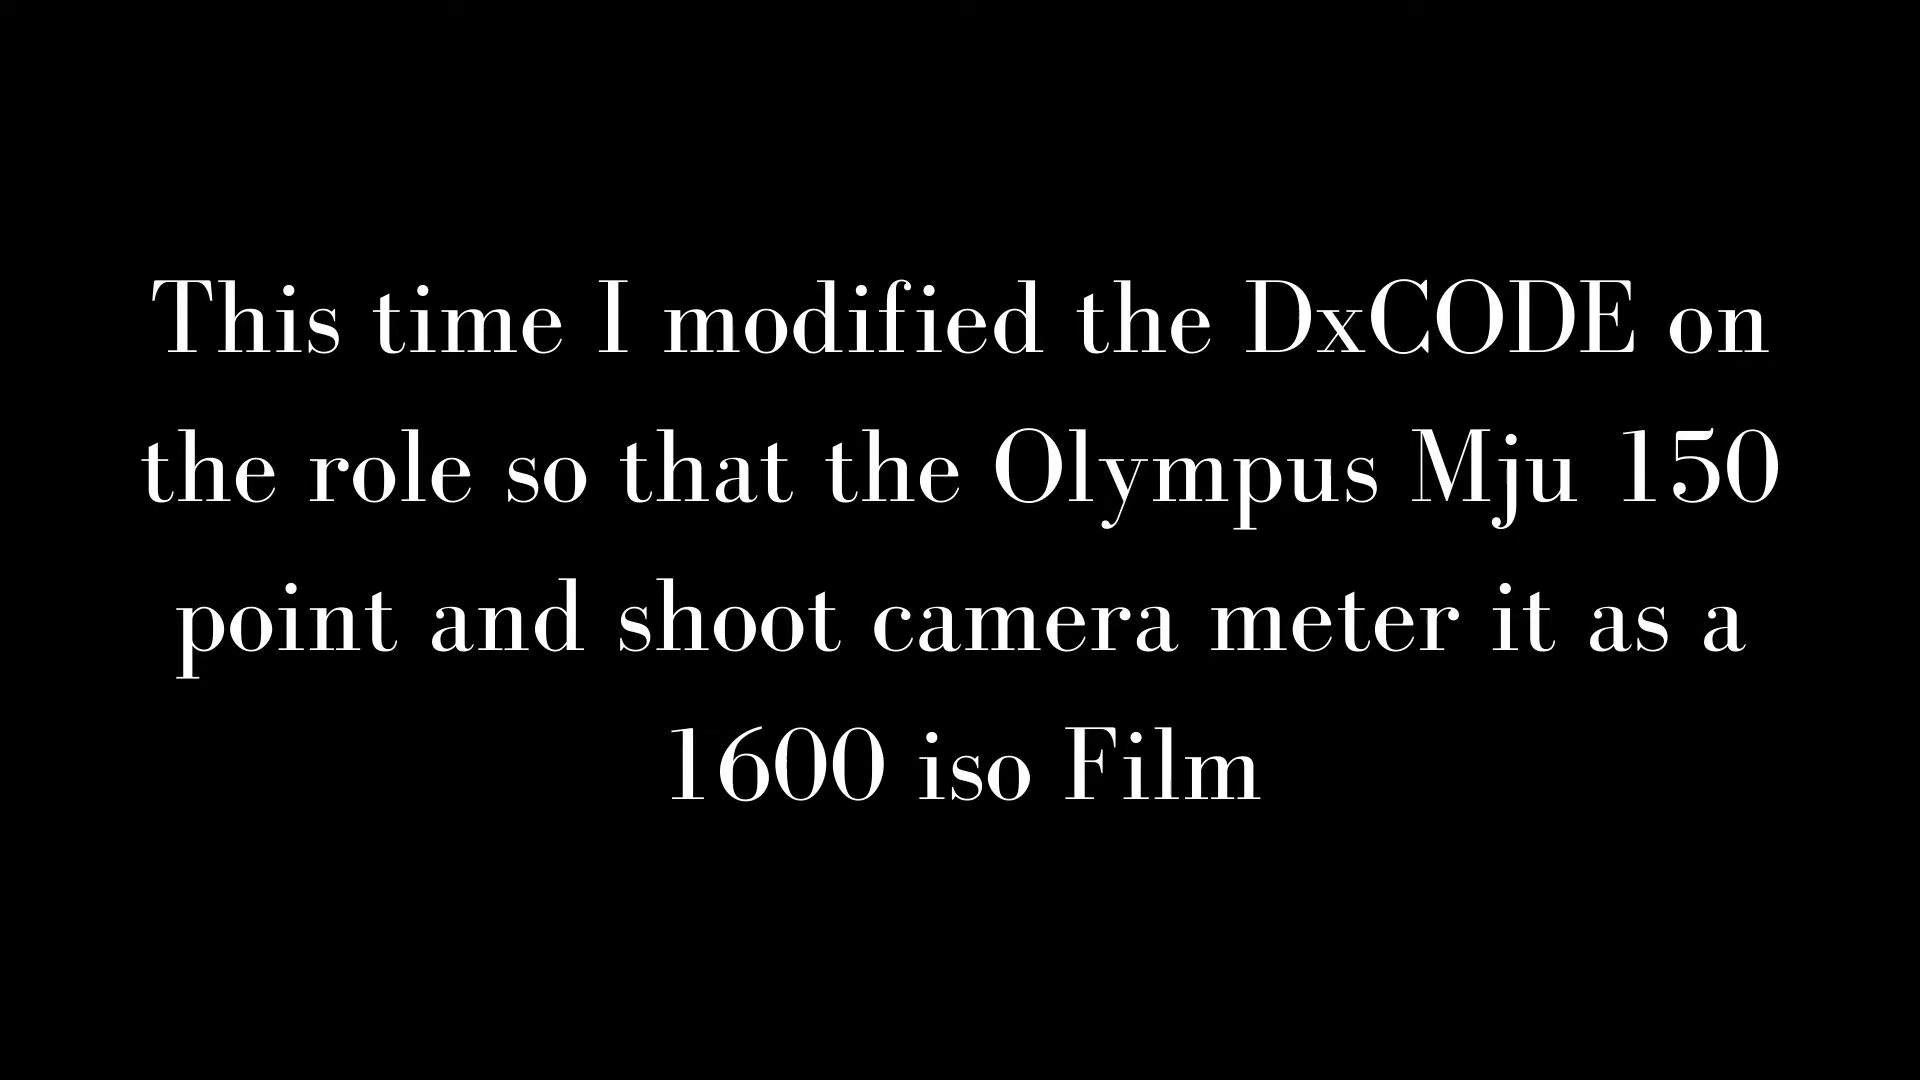 This time I modified the DxCODE on
the role so that the Olympus Mju 150
point and shoot camera meter it as a
1600 iso Film